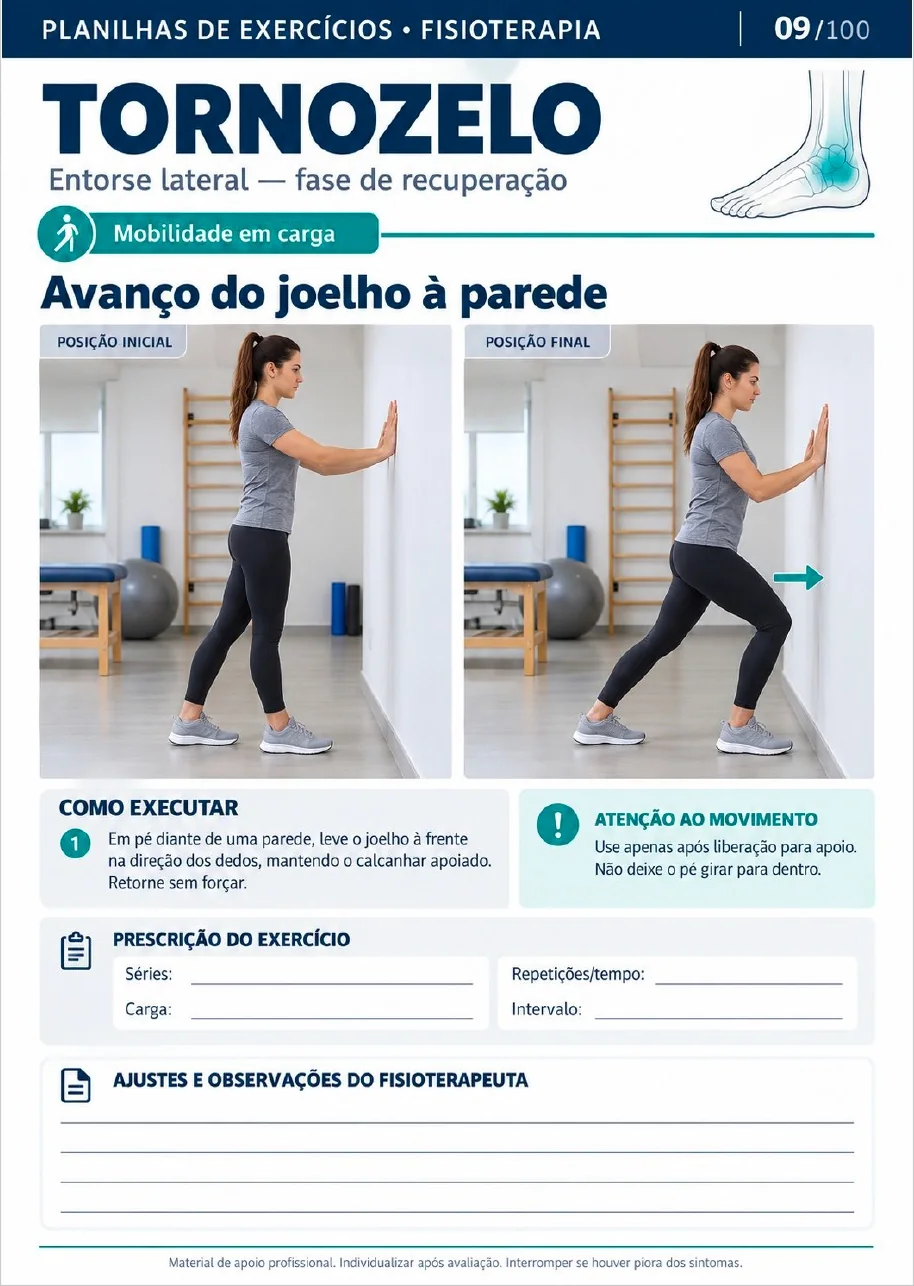 PLANILHAS DE EXERCÍCIOS • FISIOTERAPIA
09/100
TORNOZELO
Entorse lateral — fase de recuperação
Mobilidade em carga
Avanço do joelho à parede
POSIÇÃO INICIAL
POSIÇÃO FINAL
COMO EXECUTAR
1
Em pé diante de uma parede, leve o joelho à frente
na direção dos dedos, mantendo o calcanhar apoiado.
Retorne sem forçar.
!
ATENÇÃO AO MOVIMENTO
Use apenas após liberação para apoio.
Não deixe o pé girar para dentro.
PRESCRIÇÃO DO EXERCÍCIO
Séries:
Carga:
Repetições/tempo:
Intervalo:
AJUSTES E OBSERVAÇÕES DO FISIOTERAPEUTA
Material de apoio profissional. Individualizar após avaliação. Interromper se houver piora dos sintomas.